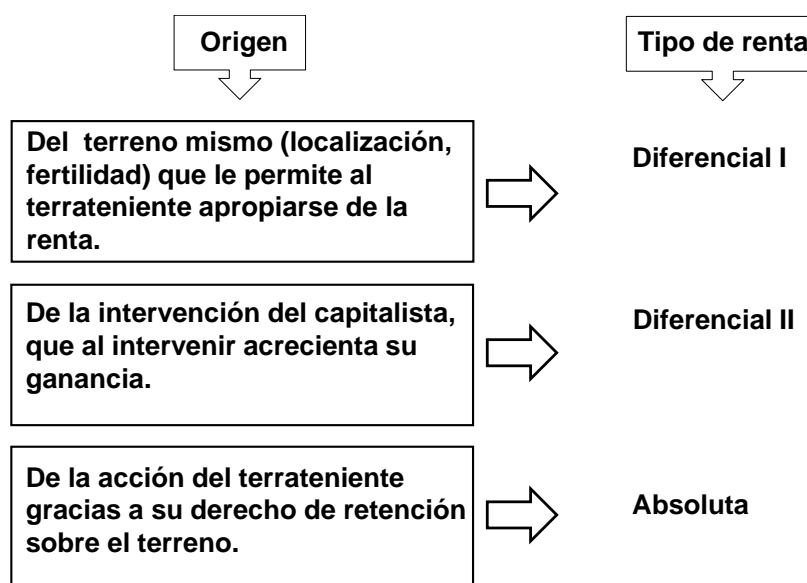 Origen
Tipo de renta
Del terreno mismo (localización,
fertilidad) que le permite al
terrateniente apropiarse de la
renta.
Diferencial I
De la intervención del capitalista,
que al intervenir acrecienta su
ganancia.
Diferencial II
De la acción del terrateniente
gracias a su derecho de retención
sobre el terreno.
Absoluta